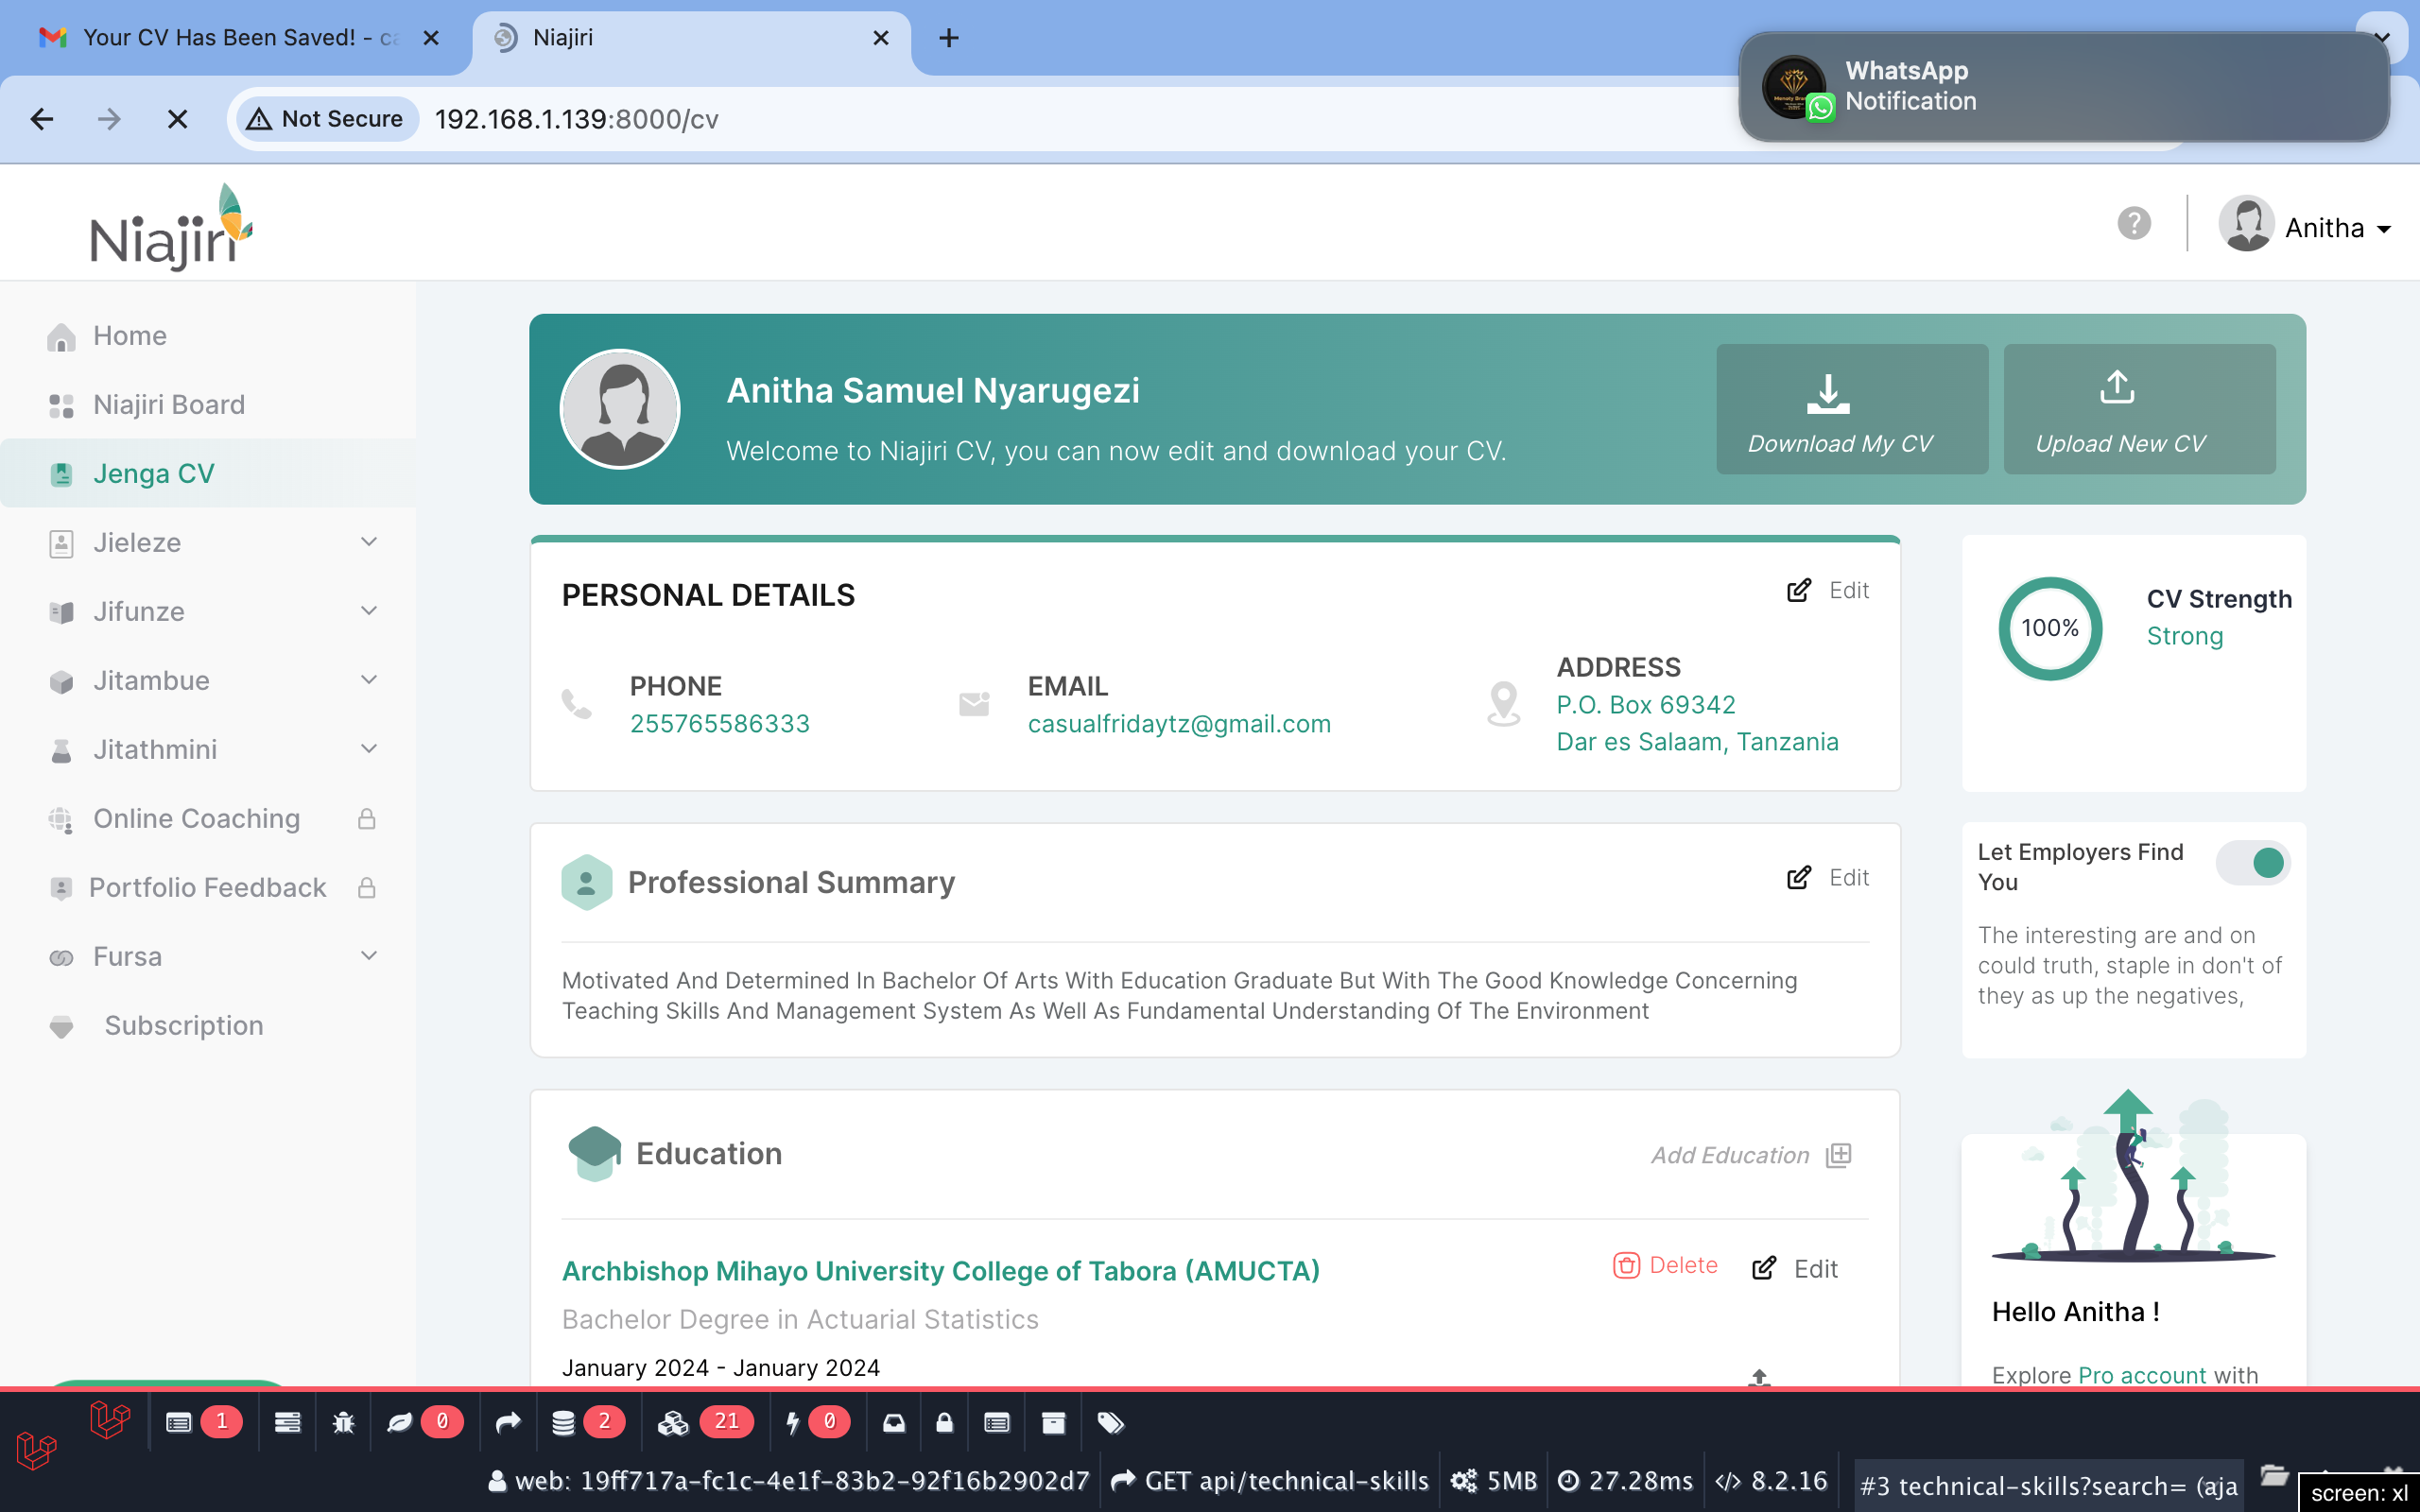 Your CV Has Been Saved! - ca
Niajiri
WhatsApp
Notification
Not Secure
192.168.1.139:8000/cv
Niajiri
?
Anitha
Home
Niajiri Board
Jenga CV
Jieleze
Jifunze
Jitambue
Jitathmini
Online Coaching
Portfolio Feedback
Fursa
Subscription
Anitha Samuel Nyarugezi
Welcome to Niajiri CV, you can now edit and download your CV.
Download My CV
Upload New CV
PERSONAL DETAILS
Edit
PHONE
255765586333
EMAIL
casualfridaytz@gmail.com
ADDRESS
P.O. Box 69342
Dar es Salaam, Tanzania
100%
CV Strength
Strong
Professional Summary
Edit
Motivated And Determined In Bachelor Of Arts With Education Graduate But With The Good Knowledge Concerning
Teaching Skills And Management System As Well As Fundamental Understanding Of The Environment
Let Employers Find
You
The interesting are and on
could truth, staple in don't of
they as up the negatives,
Education
Add Education
Archbishop Mihayo University College of Tabora (AMUCTA)
Delete
Edit
Bachelor Degree in Actuarial Statistics
January 2024 - January 2024
Hello Anitha !
Explore Pro account with
1
0
2
21
0
web: 19ff717a-fc1c-4e1f-83b2-92f16b2902d7
GET api/technical-skills
5MB
27.28ms
8.2.16
#3 technical-skills?search= (aja
screen: xl